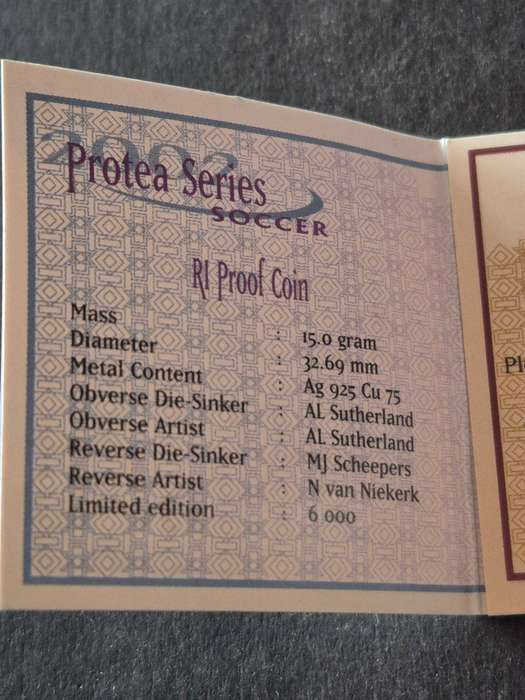 2002
Protea Series
SOCCER
R1 Proof Coin
Mass : 15.0 gram
Diameter : 32.69 mm
Metal Content : Ag 925 Cu 75
Obverse Die-Sinker : AL Sutherland
Obverse Artist : AL Sutherland
Reverse Die-Sinker : MJ Scheepers
Reverse Artist : N van Niekerk
Limited edition : 6 000